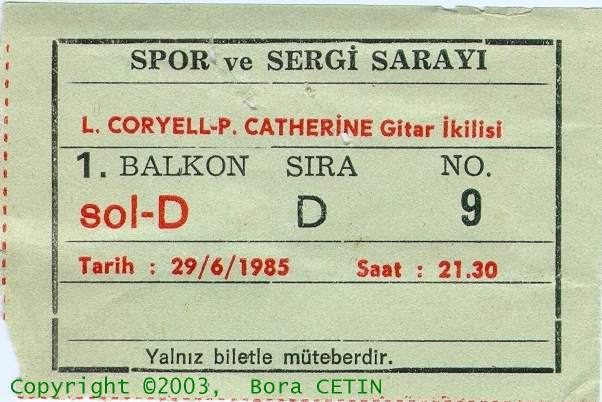 SPOR ve SERGİ SARAYI
L. CORYELL-P. CATHERİNE Gitar İkilisi
1. BALKON SIRA NO.
sol-D D 9
Tarih : 29/6/1985 Saat : 21.30
Yalnız biletle müteberdir.
Copyright ©2003, Bora CETIN